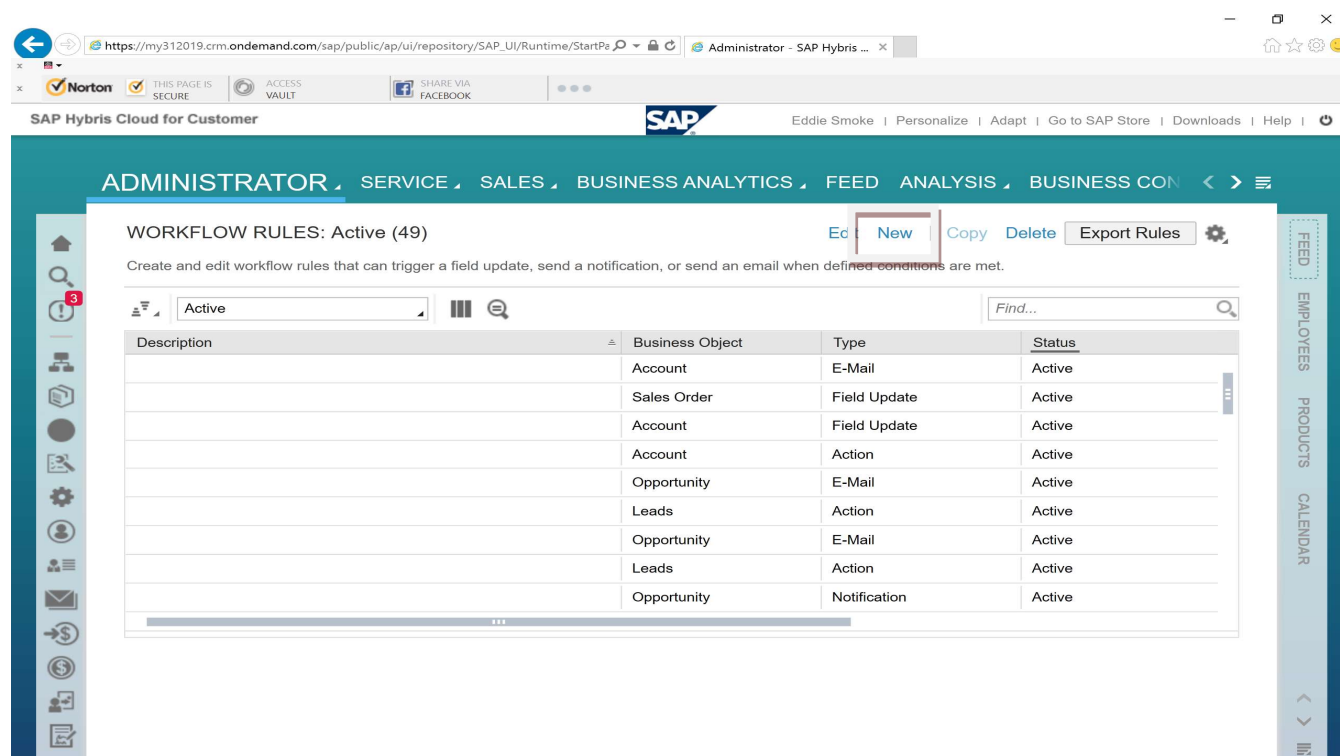 https://my312019.crm.ondemand.com/sap/public/ap/ui/repository/SAP_UI/Runtime/StartPa
Administrator - SAP Hybris ...
Norton THIS PAGE IS SECURE ACCESS VAULT SHARE VIA FACEBOOK
SAP Hybris Cloud for Customer SAP Eddie Smoke | Personalize | Adapt | Go to SAP Store | Downloads | Help |
ADMINISTRATOR SERVICE SALES BUSINESS ANALYTICS FEED ANALYSIS BUSINESS CON
WORKFLOW RULES: Active (49) Edit New | Copy Delete Export Rules
Create and edit workflow rules that can trigger a field update, send a notification, or send an email when defined conditions are met.
3
Active Find...
Description Business Object Type Status
Account E-Mail Active
Sales Order Field Update Active
Account Field Update Active
Account Action Active
Opportunity E-Mail Active
Leads Action Active
Opportunity E-Mail Active
Leads Action Active
Opportunity Notification Active
FEED
EMPLOYEES
PRODUCTS
CALENDAR